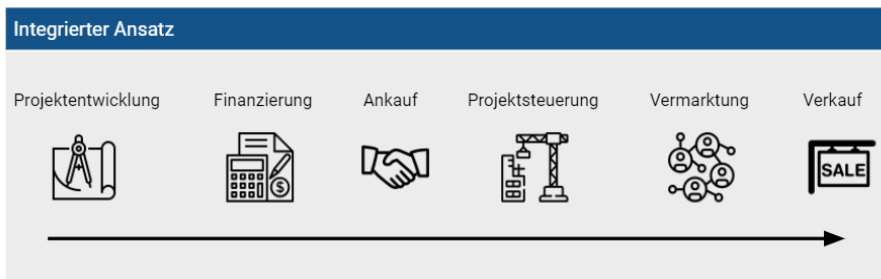 Integrierter Ansatz
Projektentwicklung Finanzierung Ankauf Projektsteuerung Vermarktung Verkauf
SALE